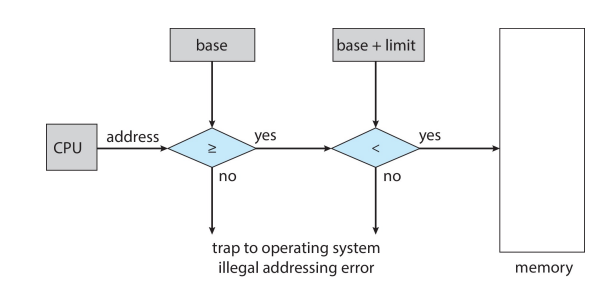 base
base + limit
CPU
address
≥
yes
<
yes
no
no
trap to operating system
illegal addressing error
memory